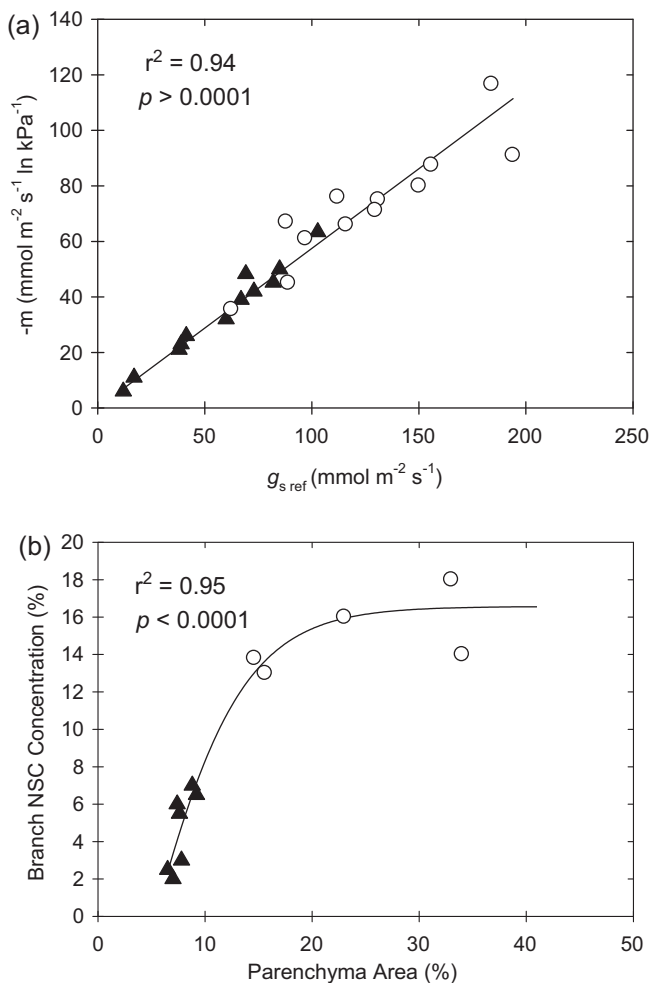 (a)
140
120
100
80
60
40
20
0
r² = 0.94
p > 0.0001
-m (mmol m⁻² s⁻¹ ln kPa⁻¹)
0 50 100 150 200 250
g s ref (mmol m⁻² s⁻¹)
(b)
20
18
16
14
12
10
8
6
4
2
0
r² = 0.95
p < 0.0001
Branch NSC Concentration (%)
0 10 20 30 40 50
Parenchyma Area (%)